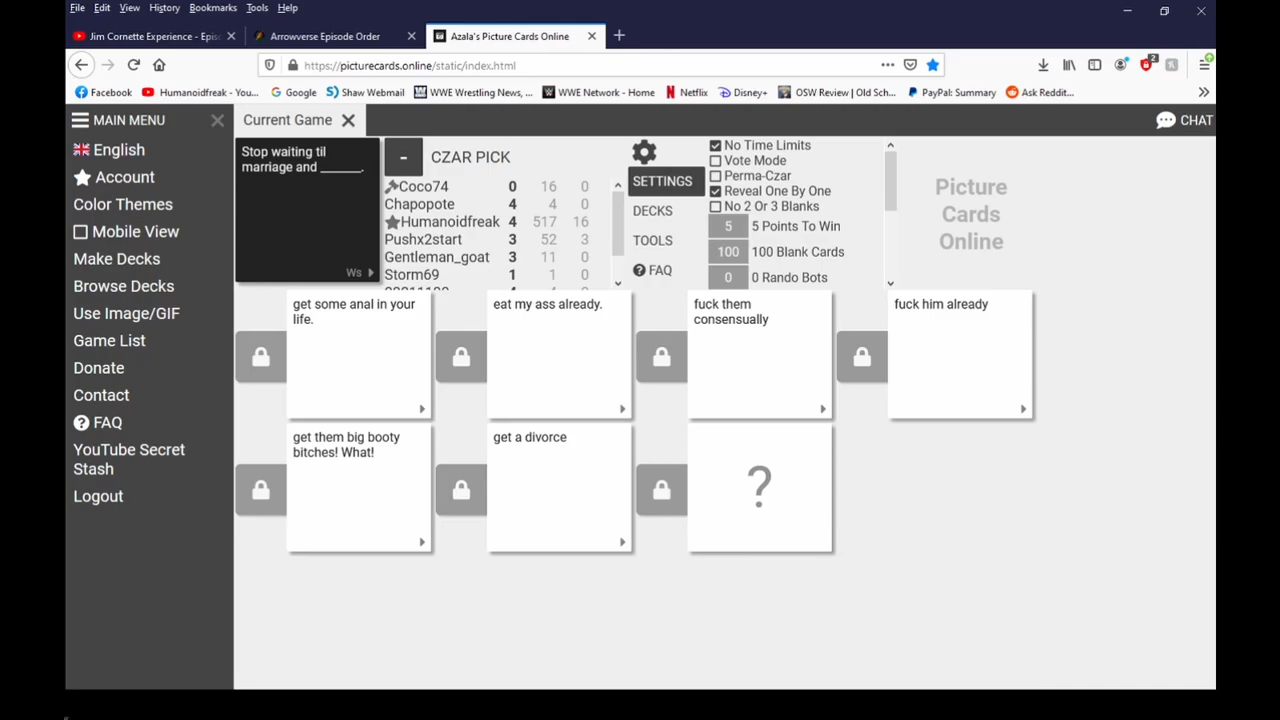 File Edit View History Bookmarks Tools Help
Jim Cornette Experience - Epis
Arrowverse Episode Order
Azala's Picture Cards Online
https://picturecards.online/static/index.html
2
Facebook Humanoidfreak - You... Google Shaw Webmail WWE Wrestling News, ... WWE Network - Home Netflix Disney+ OSW Review | Old Sch... PayPal: Summary Ask Reddit...
MAIN MENU
Current Game
CHAT
English
Account
Color Themes
Mobile View
Make Decks
Browse Decks
Use Image/GIF
Game List
Donate
Contact
? FAQ
YouTube Secret
Stash
Logout
Stop waiting til
marriage and ______.
Ws
-
CZAR PICK
Coco74 0 16 0
Chapopote 4 4 0
Humanoidfreak 4 517 16
Pushx2start 3 52 3
Gentleman_goat 3 11 0
Storm69 1 1 0
SETTINGS
DECKS
TOOLS
? FAQ
No Time Limits
Vote Mode
Perma-Czar
Reveal One By One
No 2 Or 3 Blanks
5 5 Points To Win
100 100 Blank Cards
0 0 Rando Bots
Picture
Cards
Online
get some anal in your
life.
eat my ass already.
fuck them
consensually
fuck him already
get them big booty
bitches! What!
get a divorce
?